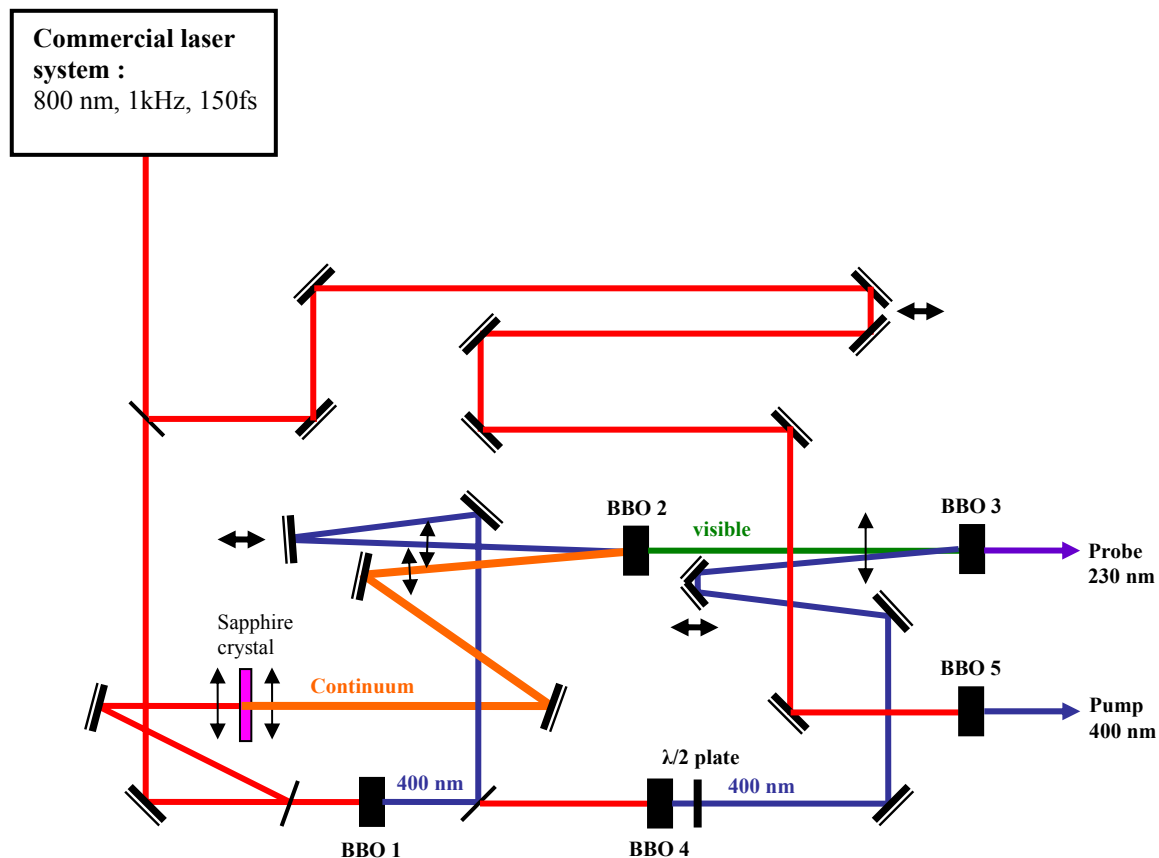 Commercial laser
system :
800 nm, 1kHz, 150fs
BBO 2
BBO 3
visible
Probe
230 nm
Sapphire
crystal
Continuum
BBO 5
Pump
400 nm
λ/2 plate
400 nm
400 nm
BBO 1
BBO 4